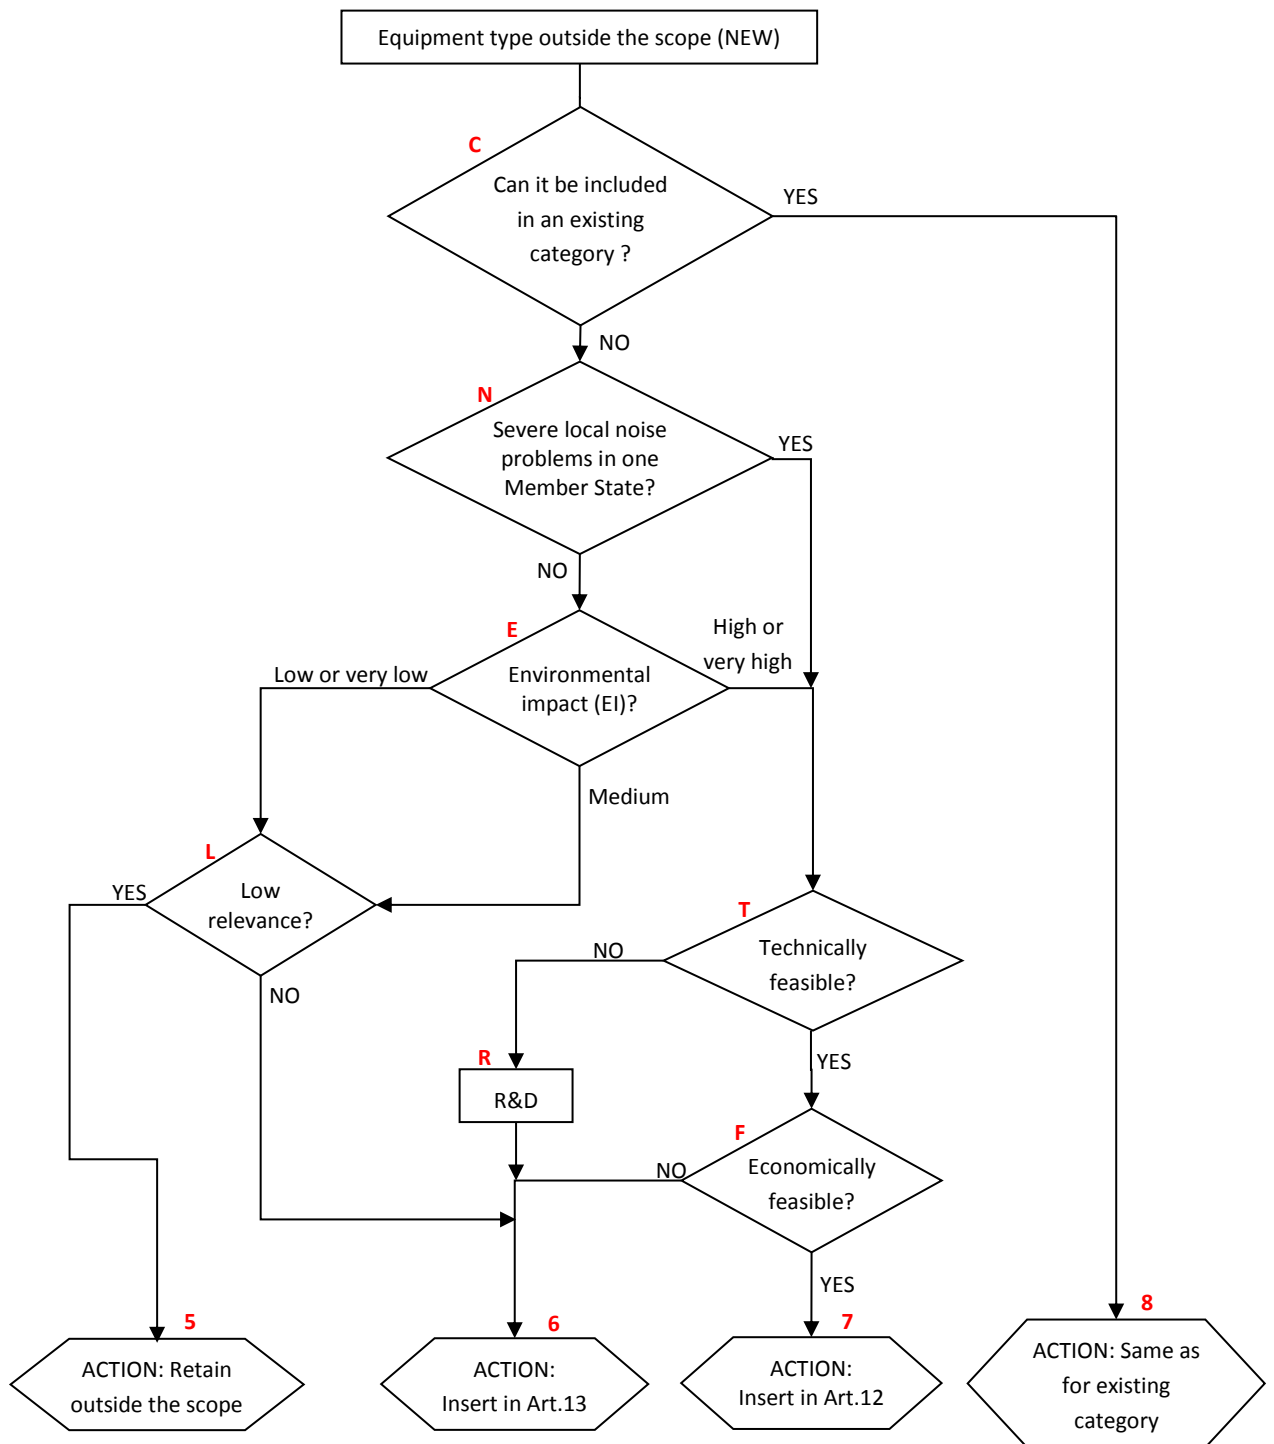 Equipment type outside the scope (NEW)
C
Can it be included
in an existing
category ?
YES
NO
N
Severe local noise
problems in one
Member State?
YES
NO
E
Environmental
impact (EI)?
High or
very high
Low or very low
Medium
L
Low
relevance?
YES
NO
T
Technically
feasible?
NO
YES
R
R&D
F
Economically
feasible?
NO
YES
5
ACTION: Retain
outside the scope
6
ACTION:
Insert in Art.13
7
ACTION:
Insert in Art.12
8
ACTION: Same as
for existing
category